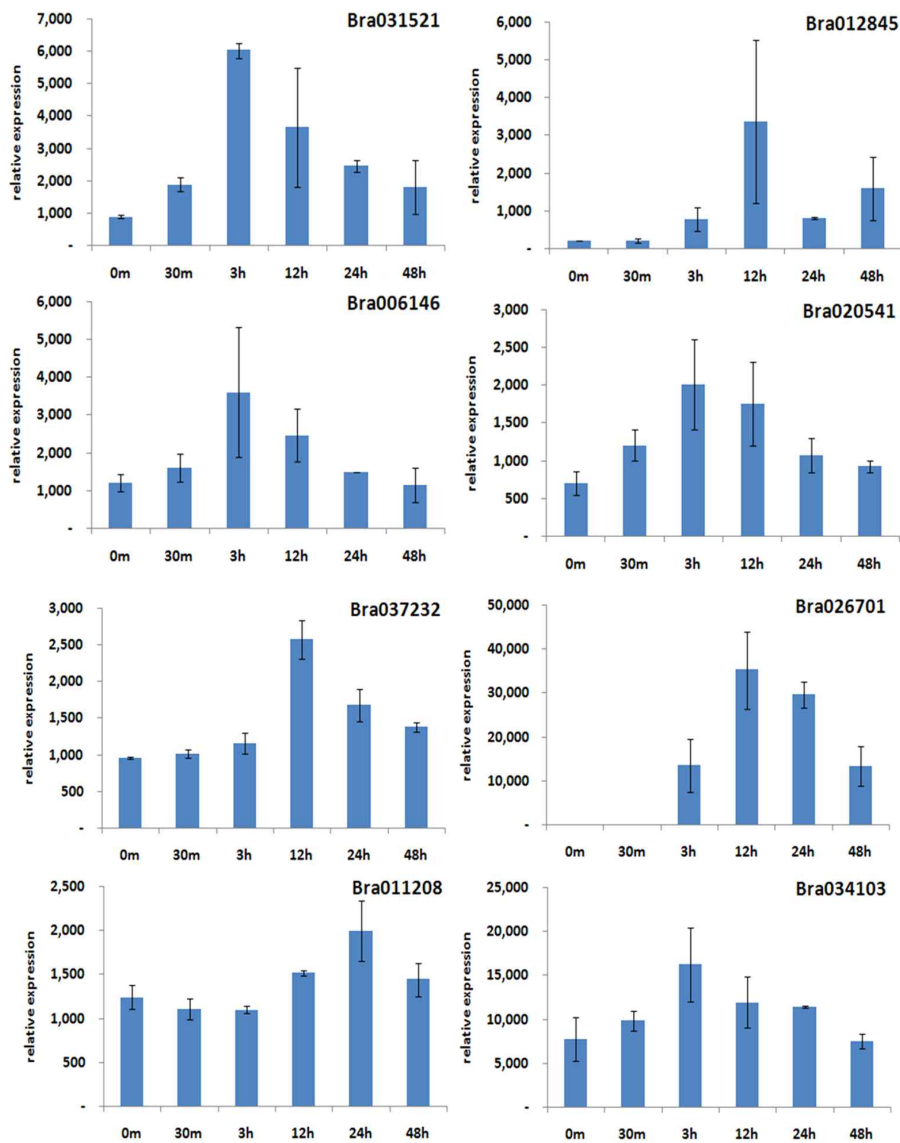 Bra031521
relative expression
7,000
6,000
5,000
4,000
3,000
2,000
1,000
-
0m 30m 3h 12h 24h 48h
Bra012845
relative expression
6,000
5,000
4,000
3,000
2,000
1,000
-
0m 30m 3h 12h 24h 48h
Bra006146
relative expression
6,000
5,000
4,000
3,000
2,000
1,000
-
0m 30m 3h 12h 24h 48h
Bra020541
relative expression
3,000
2,500
2,000
1,500
1,000
500
-
0m 30m 3h 12h 24h 48h
Bra037232
relative expression
3,000
2,500
2,000
1,500
1,000
500
-
0m 30m 3h 12h 24h 48h
Bra026701
relative expression
50,000
40,000
30,000
20,000
10,000
-
0m 30m 3h 12h 24h 48h
Bra011208
relative expression
2,500
2,000
1,500
1,000
500
-
0m 30m 3h 12h 24h 48h
Bra034103
relative expression
25,000
20,000
15,000
10,000
5,000
-
0m 30m 3h 12h 24h 48h